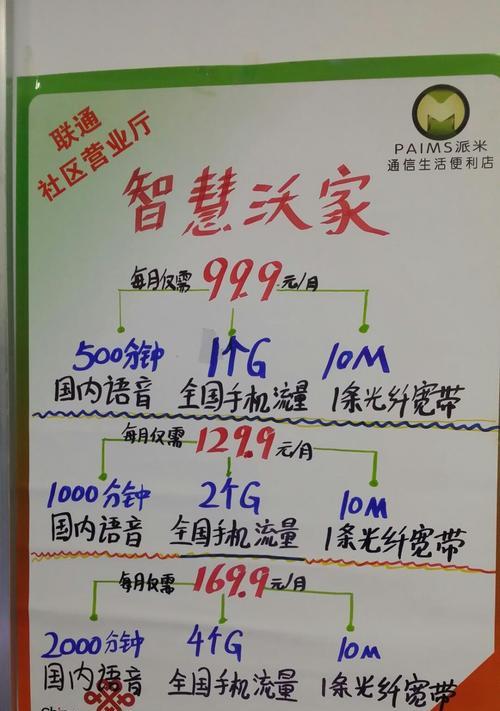 联通
社区营业厅
PAIMS派米
通信生活便利店
智慧沃家
每月仅需 99.9 元/月
500分钟 1个G 10M
国内语音 全国手机流量 1条光纤宽带
每月仅需 129.9 元/月
1000分钟 2个G 10M
国内语音 全国手机流量 1条光纤宽带
每月仅需 169.9 元/月
2000分钟 4个G 10M
国内语音 全国手机流量 1条光纤宽带